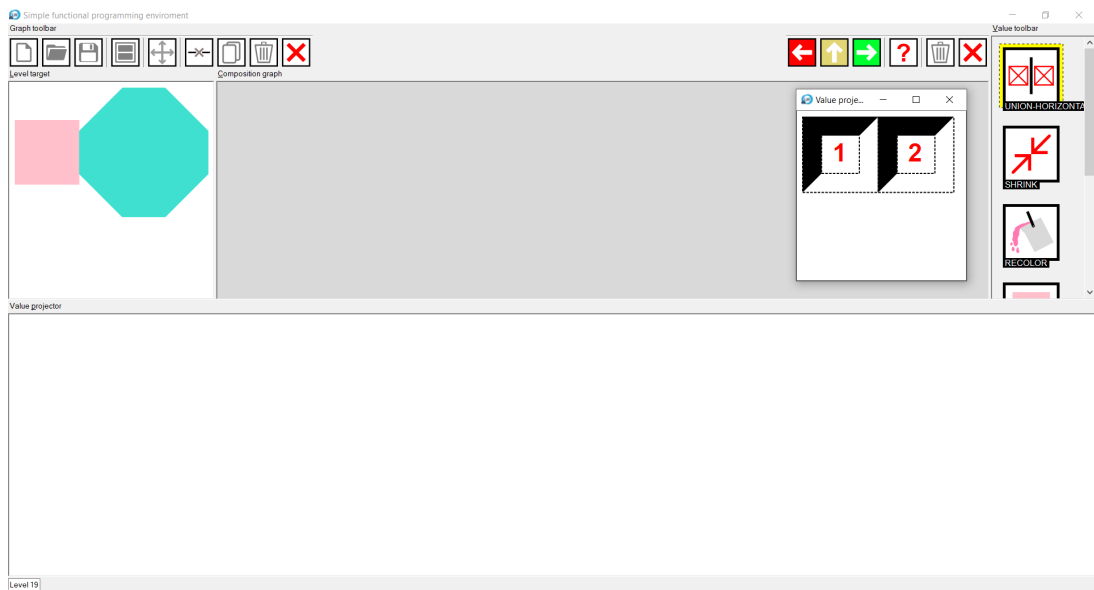 Simple functional programming enviroment
Graph toolbar
Value toolbar
?
Level target
Composition graph
Value proje...
1
2
UNION-HORIZONTA
SHRINK
RECOLOR
Value projector
Level 19